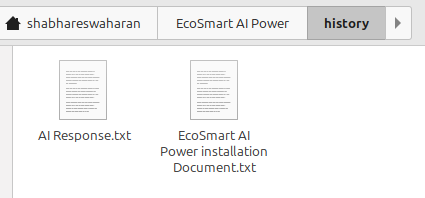 shabhareswaharan EcoSmart AI Power history
AI Response.txt
EcoSmart AI
Power installation
Document.txt